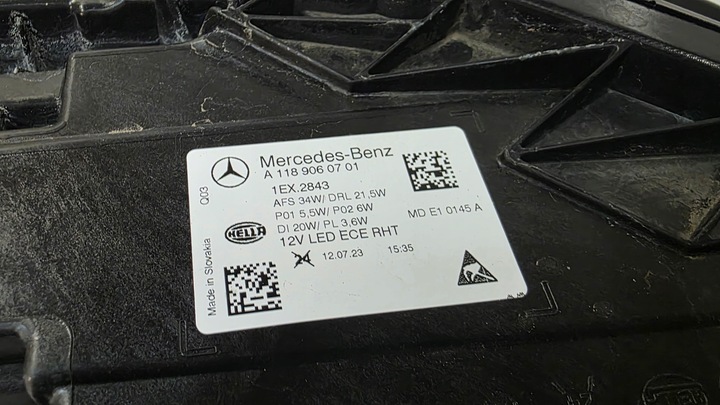 Mercedes-Benz
A 118 906 07 01
1EX.2843
AFS 34W/ DRL 21,5W
P01 5,5W/ P02 6W
DI 20W/ PL 3,6W
12V LED ECE RHT
MD E1 0145 A
12.07.23 15:35
HELLA
Made in Slovakia Q03